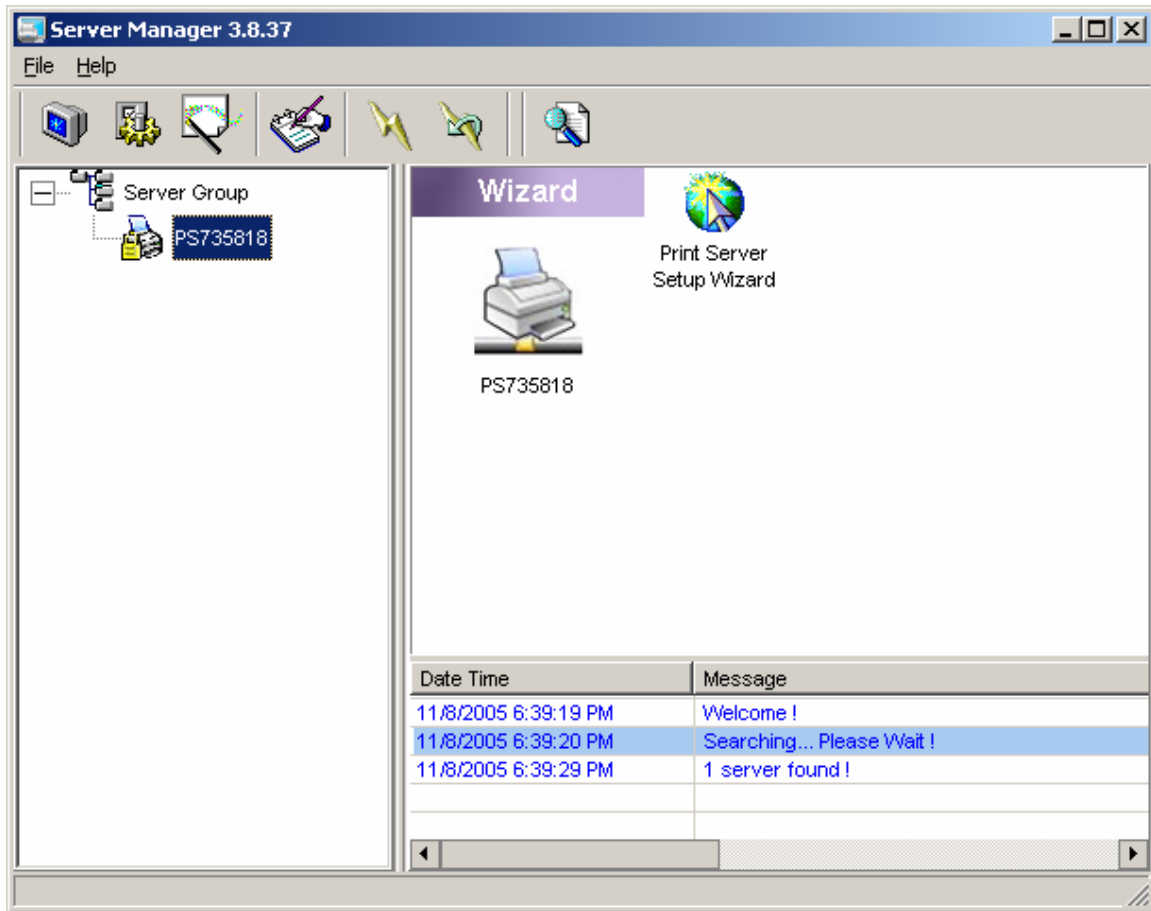 Server Manager 3.8.37
File Help
Server Group
PS735818
Wizard
Print Server
Setup Wizard
PS735818
Date Time Message
11/8/2005 6:39:19 PM Welcome !
11/8/2005 6:39:20 PM Searching... Please Wait !
11/8/2005 6:39:29 PM 1 server found !